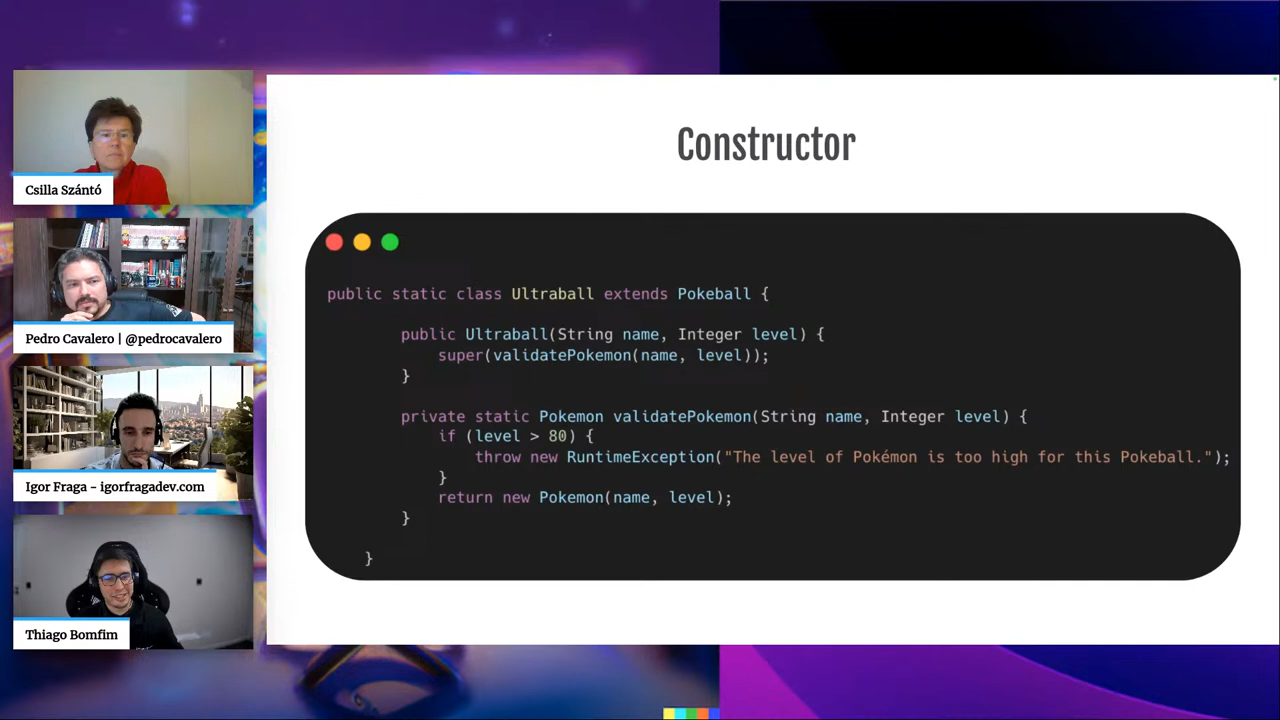 Constructor
public static class Ultraball extends Pokeball {
public Ultraball(String name, Integer level) {
super(validatePokemon(name, level));
}
private static Pokemon validatePokemon(String name, Integer level) {
if (level > 80) {
throw new RuntimeException("The level of Pokémon is too high for this Pokeball.");
}
return new Pokemon(name, level);
}
}
Csilla Szántó
Pedro Cavalero | @pedrocavalero
Igor Fraga - igorfragadev.com
Thiago Bomfim